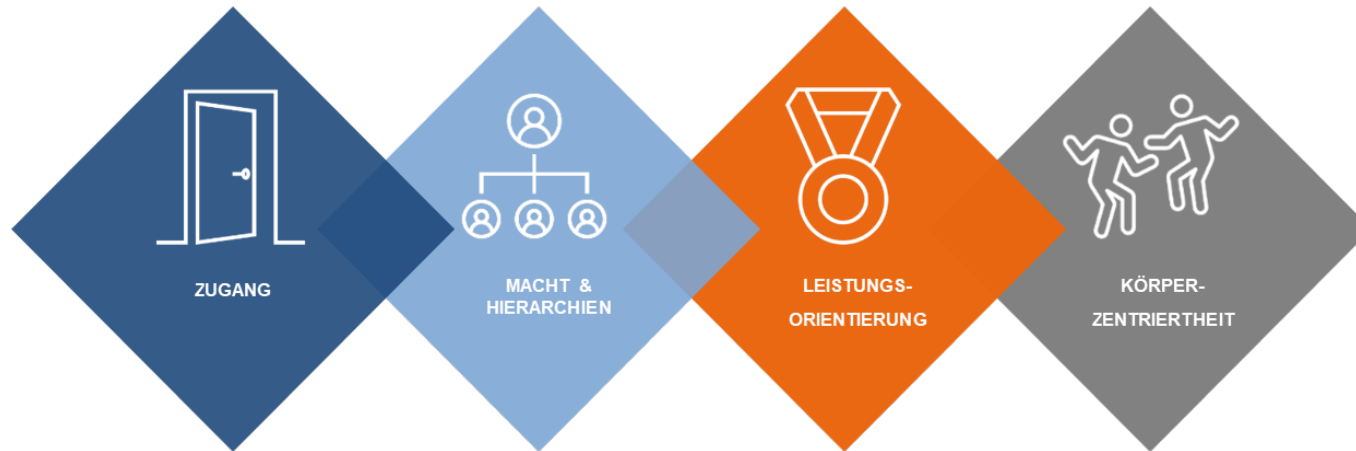 ZUGANG
MACHT &
HIERARCHIEN
LEISTUNGS-
ORIENTIERUNG
KÖRPER-
ZENTRIERTHEIT